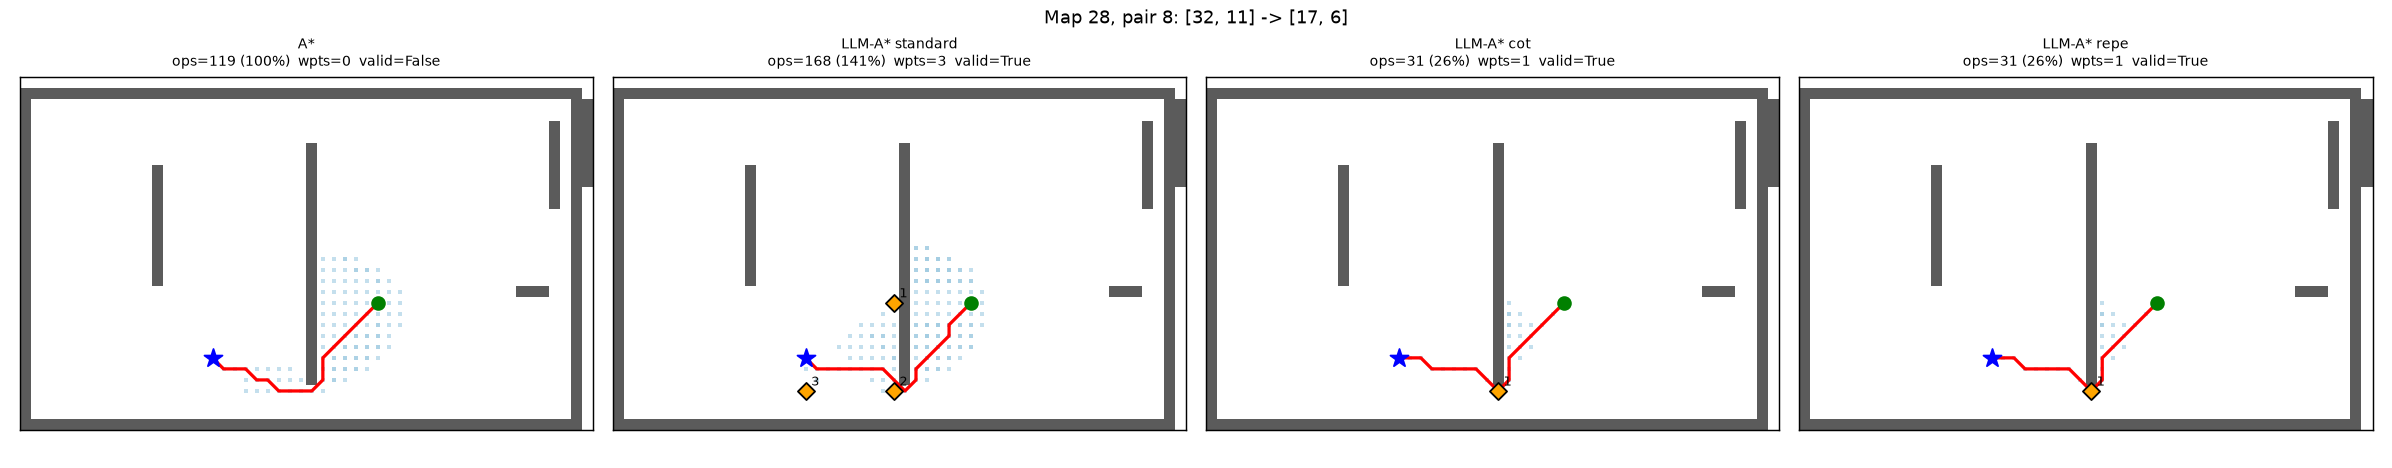 Map 28, pair 8: [32, 11] -> [17, 6]
A*
ops=119 (100%)  wpts=0  valid=False
LLM-A* standard
ops=168 (141%)  wpts=3  valid=True
LLM-A* cot
ops=31 (26%)  wpts=1  valid=True
LLM-A* repe
ops=31 (26%)  wpts=1  valid=True
1
2
3
1
1